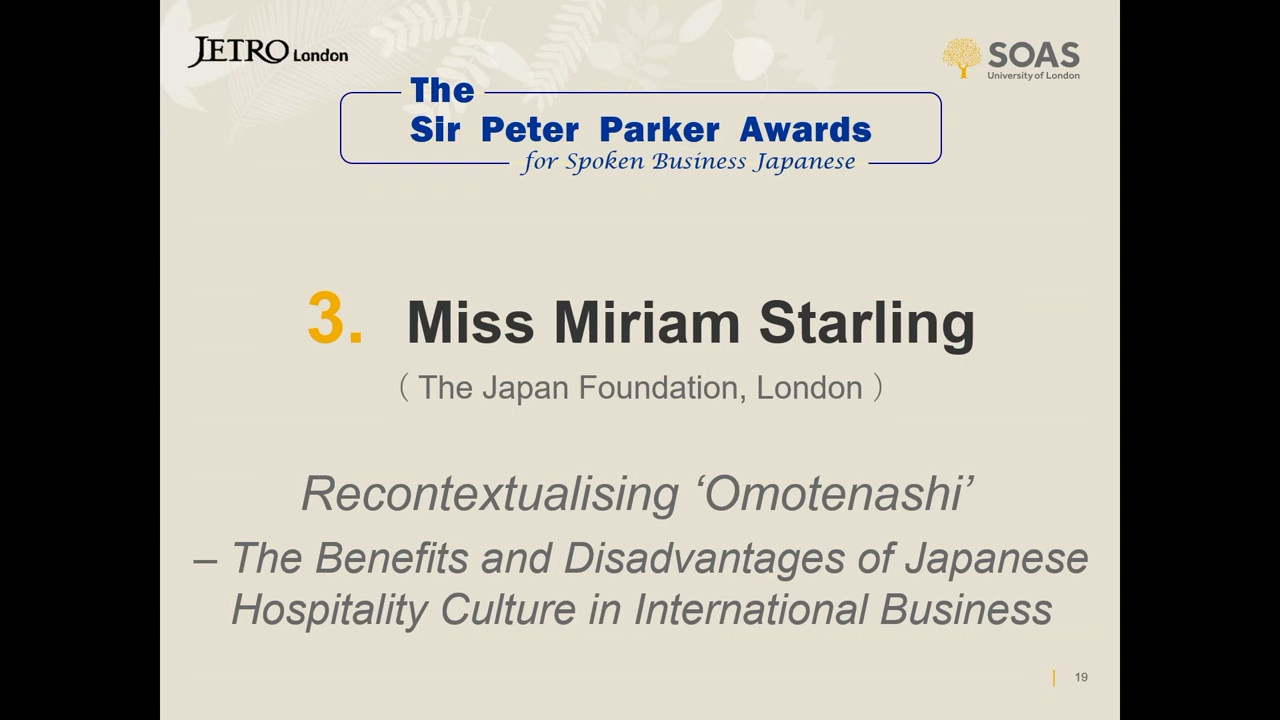 JETRO London
SOAS
University of London
The
Sir Peter Parker Awards
for Spoken Business Japanese
3. Miss Miriam Starling
（ The Japan Foundation, London ）
Recontextualising ‘Omotenashi’
– The Benefits and Disadvantages of Japanese
Hospitality Culture in International Business
19